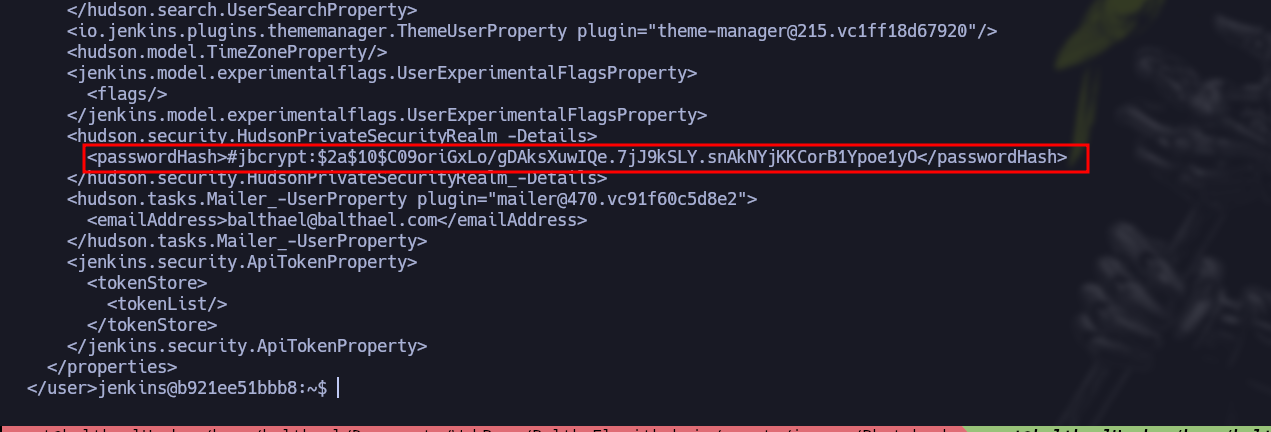 </hudson.search.UserSearchProperty>
<io.jenkins.plugins.thememanager.ThemeUserProperty plugin="theme-manager@215.vc1ff18d67920"/>
<hudson.model.TimeZoneProperty/>
<jenkins.model.experimentalflags.UserExperimentalFlagsProperty>
<flags/>
</jenkins.model.experimentalflags.UserExperimentalFlagsProperty>
<hudson.security.HudsonPrivateSecurityRealm_-Details>
<passwordHash>#jbcrypt:$2a$10$C09oriGxLo/gDAksXuwIQe.7jJ9kSLY.snAkNYjKKCorB1Ypoe1yO</passwordHash>
</hudson.security.HudsonPrivateSecurityRealm_-Details>
<hudson.tasks.Mailer_-UserProperty plugin="mailer@470.vc91f60c5d8e2">
<emailAddress>balthael@balthael.com</emailAddress>
</hudson.tasks.Mailer_-UserProperty>
<jenkins.security.ApiTokenProperty>
<tokenStore>
<tokenList/>
</tokenStore>
</jenkins.security.ApiTokenProperty>
</properties>
</user>jenkins@b921ee51bbb8:~$